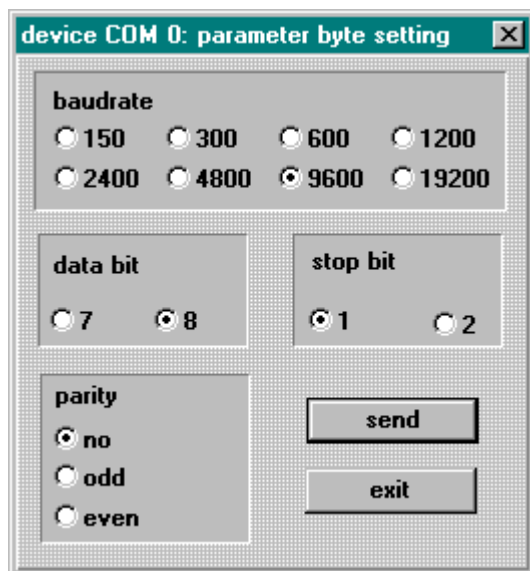 device COM 0: parameter byte setting
baudrate
150 300 600 1200
2400 4800 9600 19200
data bit
7 8
stop bit
1 2
parity
no
odd
even
send
exit